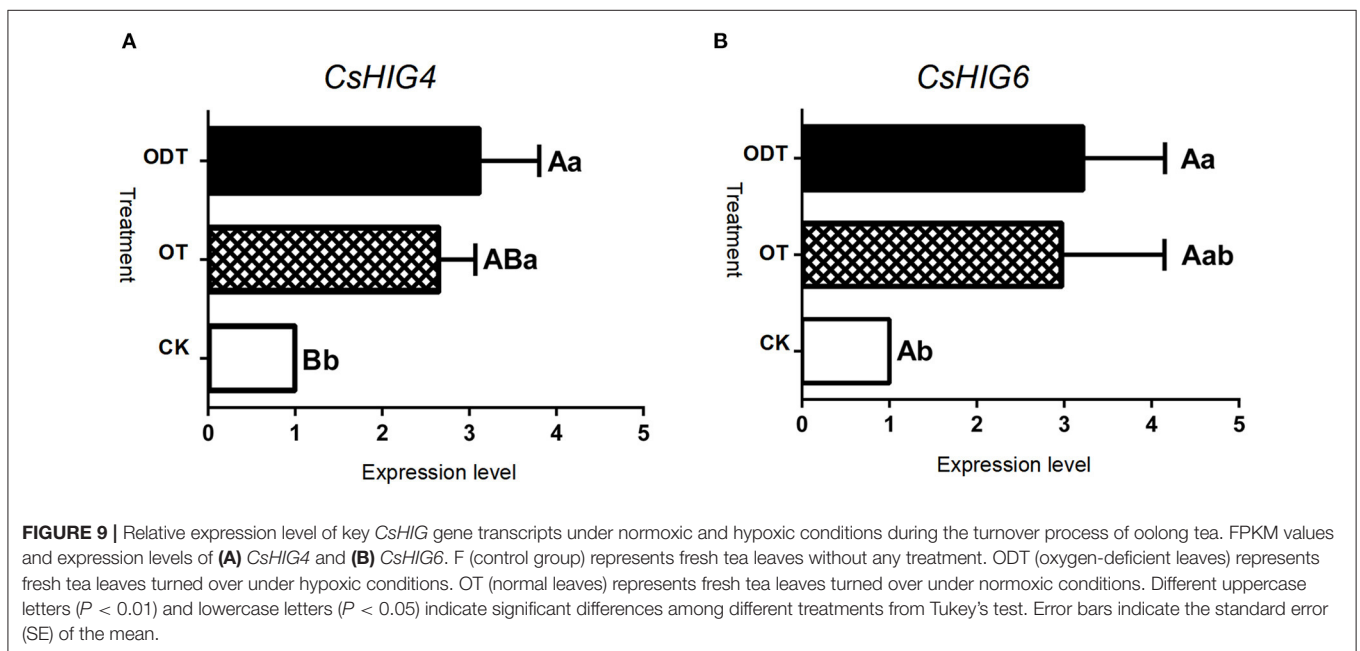 A
CsHIG4
ODT
Aa
Treatment
OT
ABa
CK
Bb
0 1 2 3 4 5
Expression level
B
CsHIG6
ODT
Aa
Treatment
OT
Aab
CK
Ab
0 1 2 3 4 5
Expression level
FIGURE 9 | Relative expression level of key CsHIG gene transcripts under normoxic and hypoxic conditions during the turnover process of oolong tea. FPKM values
and expression levels of (A) CsHIG4 and (B) CsHIG6. F (control group) represents fresh tea leaves without any treatment. ODT (oxygen-deficient leaves) represents
fresh tea leaves turned over under hypoxic conditions. OT (normal leaves) represents fresh tea leaves turned over under normoxic conditions. Different uppercase
letters (P < 0.01) and lowercase letters (P < 0.05) indicate significant differences among different treatments from Tukey's test. Error bars indicate the standard error
(SE) of the mean.